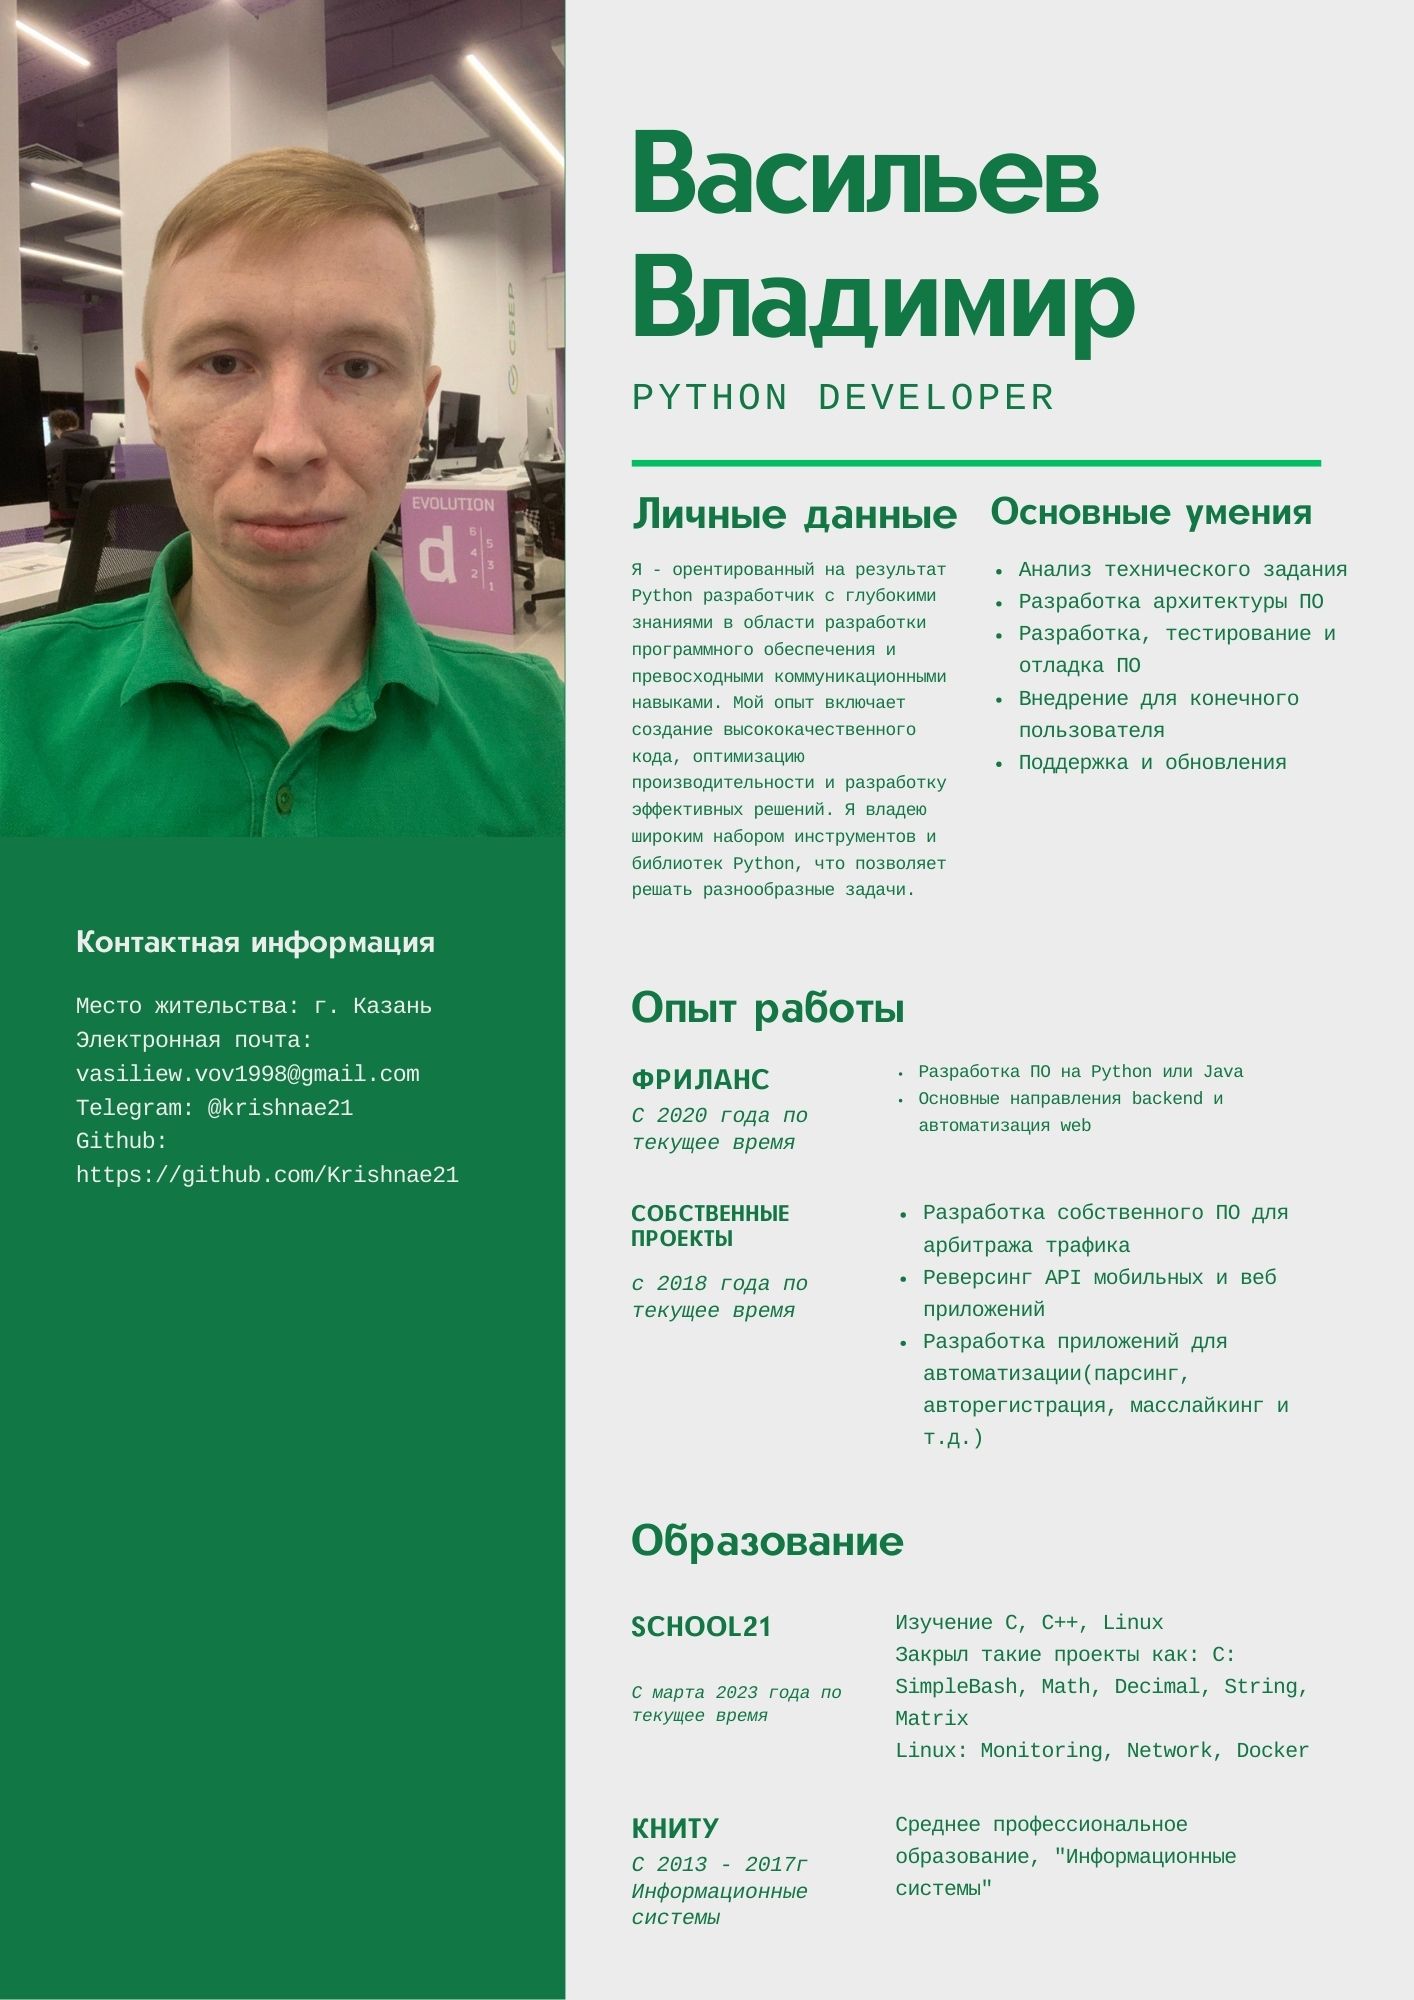 Васильев
Владимир
PYTHON DEVELOPER
Личные данные
Я - орентированный на результат
Python разработчик с глубокими
знаниями в области разработки
программного обеспечения и
превосходными коммуникационными
навыками. Мой опыт включает
создание высококачественного
кода, оптимизацию
производительности и разработку
эффективных решений. Я владею
широким набором инструментов и
библиотек Python, что позволяет
решать разнообразные задачи.
Основные умения
• Анализ технического задания
• Разработка архитектуры ПО
• Разработка, тестирование и
отладка ПО
• Внедрение для конечного
пользователя
• Поддержка и обновления
СБЕР
EVOLUTION
d
6
5
4
3
2
1
Контактная информация
Место жительства: г. Казань
Электронная почта:
vasiliew.vov1998@gmail.com
Telegram: @krishnae21
Github:
https://github.com/Krishnae21
Опыт работы
ФРИЛАНС
С 2020 года по
текущее время
• Разработка ПО на Python или Java
• Основные направления backend и
автоматизация web
СОБСТВЕННЫЕ
ПРОЕКТЫ
с 2018 года по
текущее время
• Разработка собственного ПО для
арбитража трафика
• Реверсинг API мобильных и веб
приложений
• Разработка приложений для
автоматизации(парсинг,
авторегистрация, масслайкинг и
т.д.)
Образование
SCHOOL21
С марта 2023 года по
текущее время
Изучение C, C++, Linux
Закрыл такие проекты как: C:
SimpleBash, Math, Decimal, String,
Matrix
Linux: Monitoring, Network, Docker
КНИТУ
С 2013 - 2017г
Информационные
системы
Среднее профессиональное
образование, "Информационные
системы"